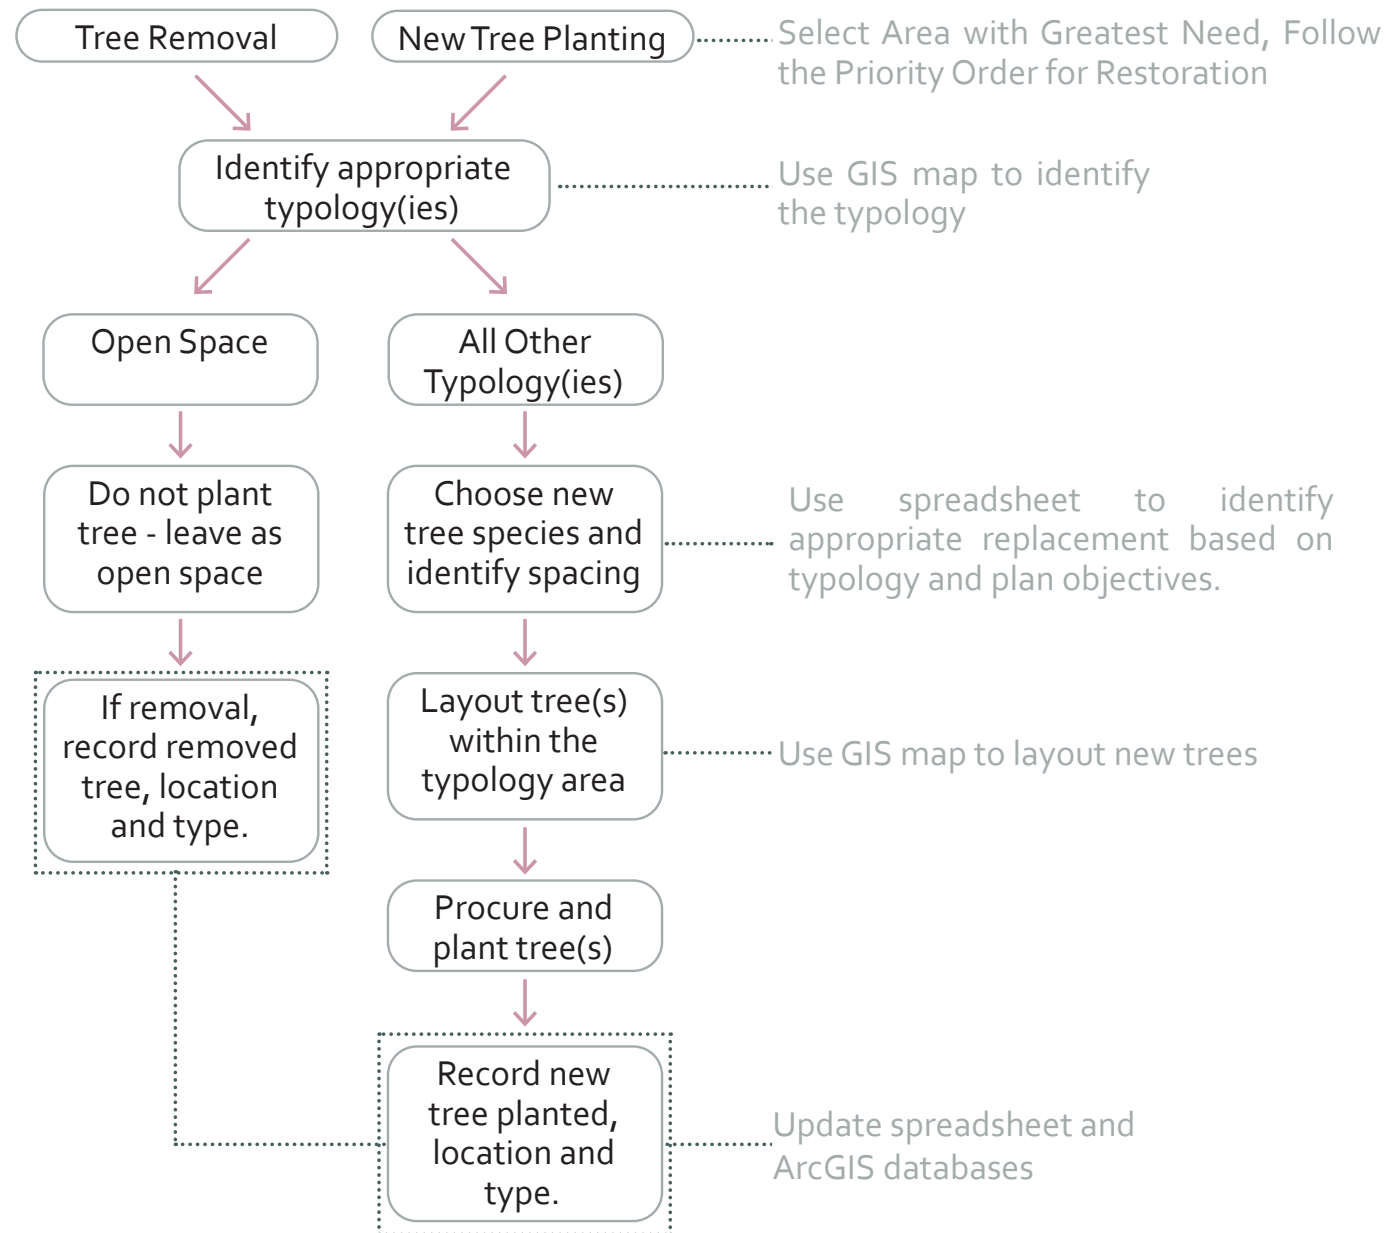 Tree Removal
New Tree Planting
Select Area with Greatest Need, Follow
the Priority Order for Restoration
Identify appropriate
typology(ies)
Use GIS map to identify
the typology
Open Space
All Other
Typology(ies)
Do not plant
tree - leave as
open space
Choose new
tree species and
identify spacing
Use spreadsheet to identify
appropriate replacement based on
typology and plan objectives.
If removal,
record removed
tree, location
and type.
Layout tree(s)
within the
typology area
Use GIS map to layout new trees
Procure and
plant tree(s)
Record new
tree planted,
location and
type.
Update spreadsheet and
ArcGIS databases